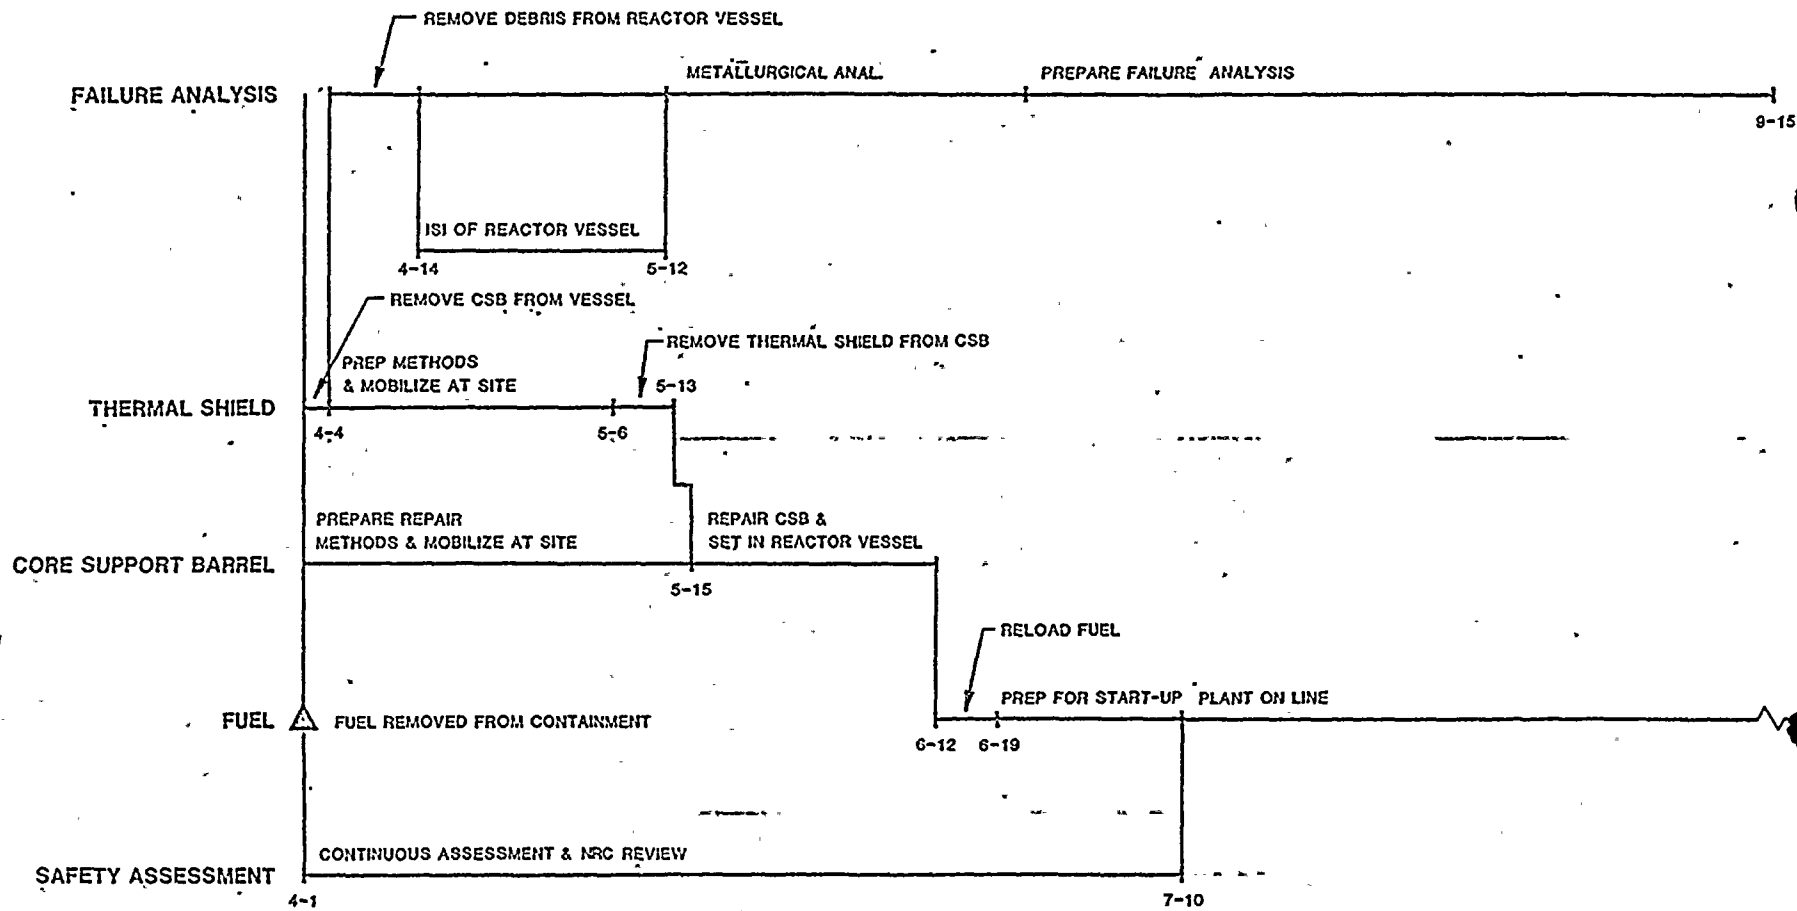 REMOVE DEBRIS FROM REACTOR VESSEL
METALLURGICAL ANAL.
PREPARE FAILURE ANALYSIS
FAILURE ANALYSIS
9-15
ISI OF REACTOR VESSEL
4-14
5-12
REMOVE CSB FROM VESSEL
REMOVE THERMAL SHIELD FROM CSB
PREP METHODS
& MOBILIZE AT SITE
5-13
THERMAL SHIELD
4-4
5-6
PREPARE REPAIR
METHODS & MOBILIZE AT SITE
REPAIR CSB &
SET IN REACTOR VESSEL
CORE SUPPORT BARREL
5-15
RELOAD FUEL
PREP FOR START-UP
PLANT ON LINE
FUEL
FUEL REMOVED FROM CONTAINMENT
6-12
6-19
CONTINUOUS ASSESSMENT & NRC REVIEW
SAFETY ASSESSMENT
4-1
7-10